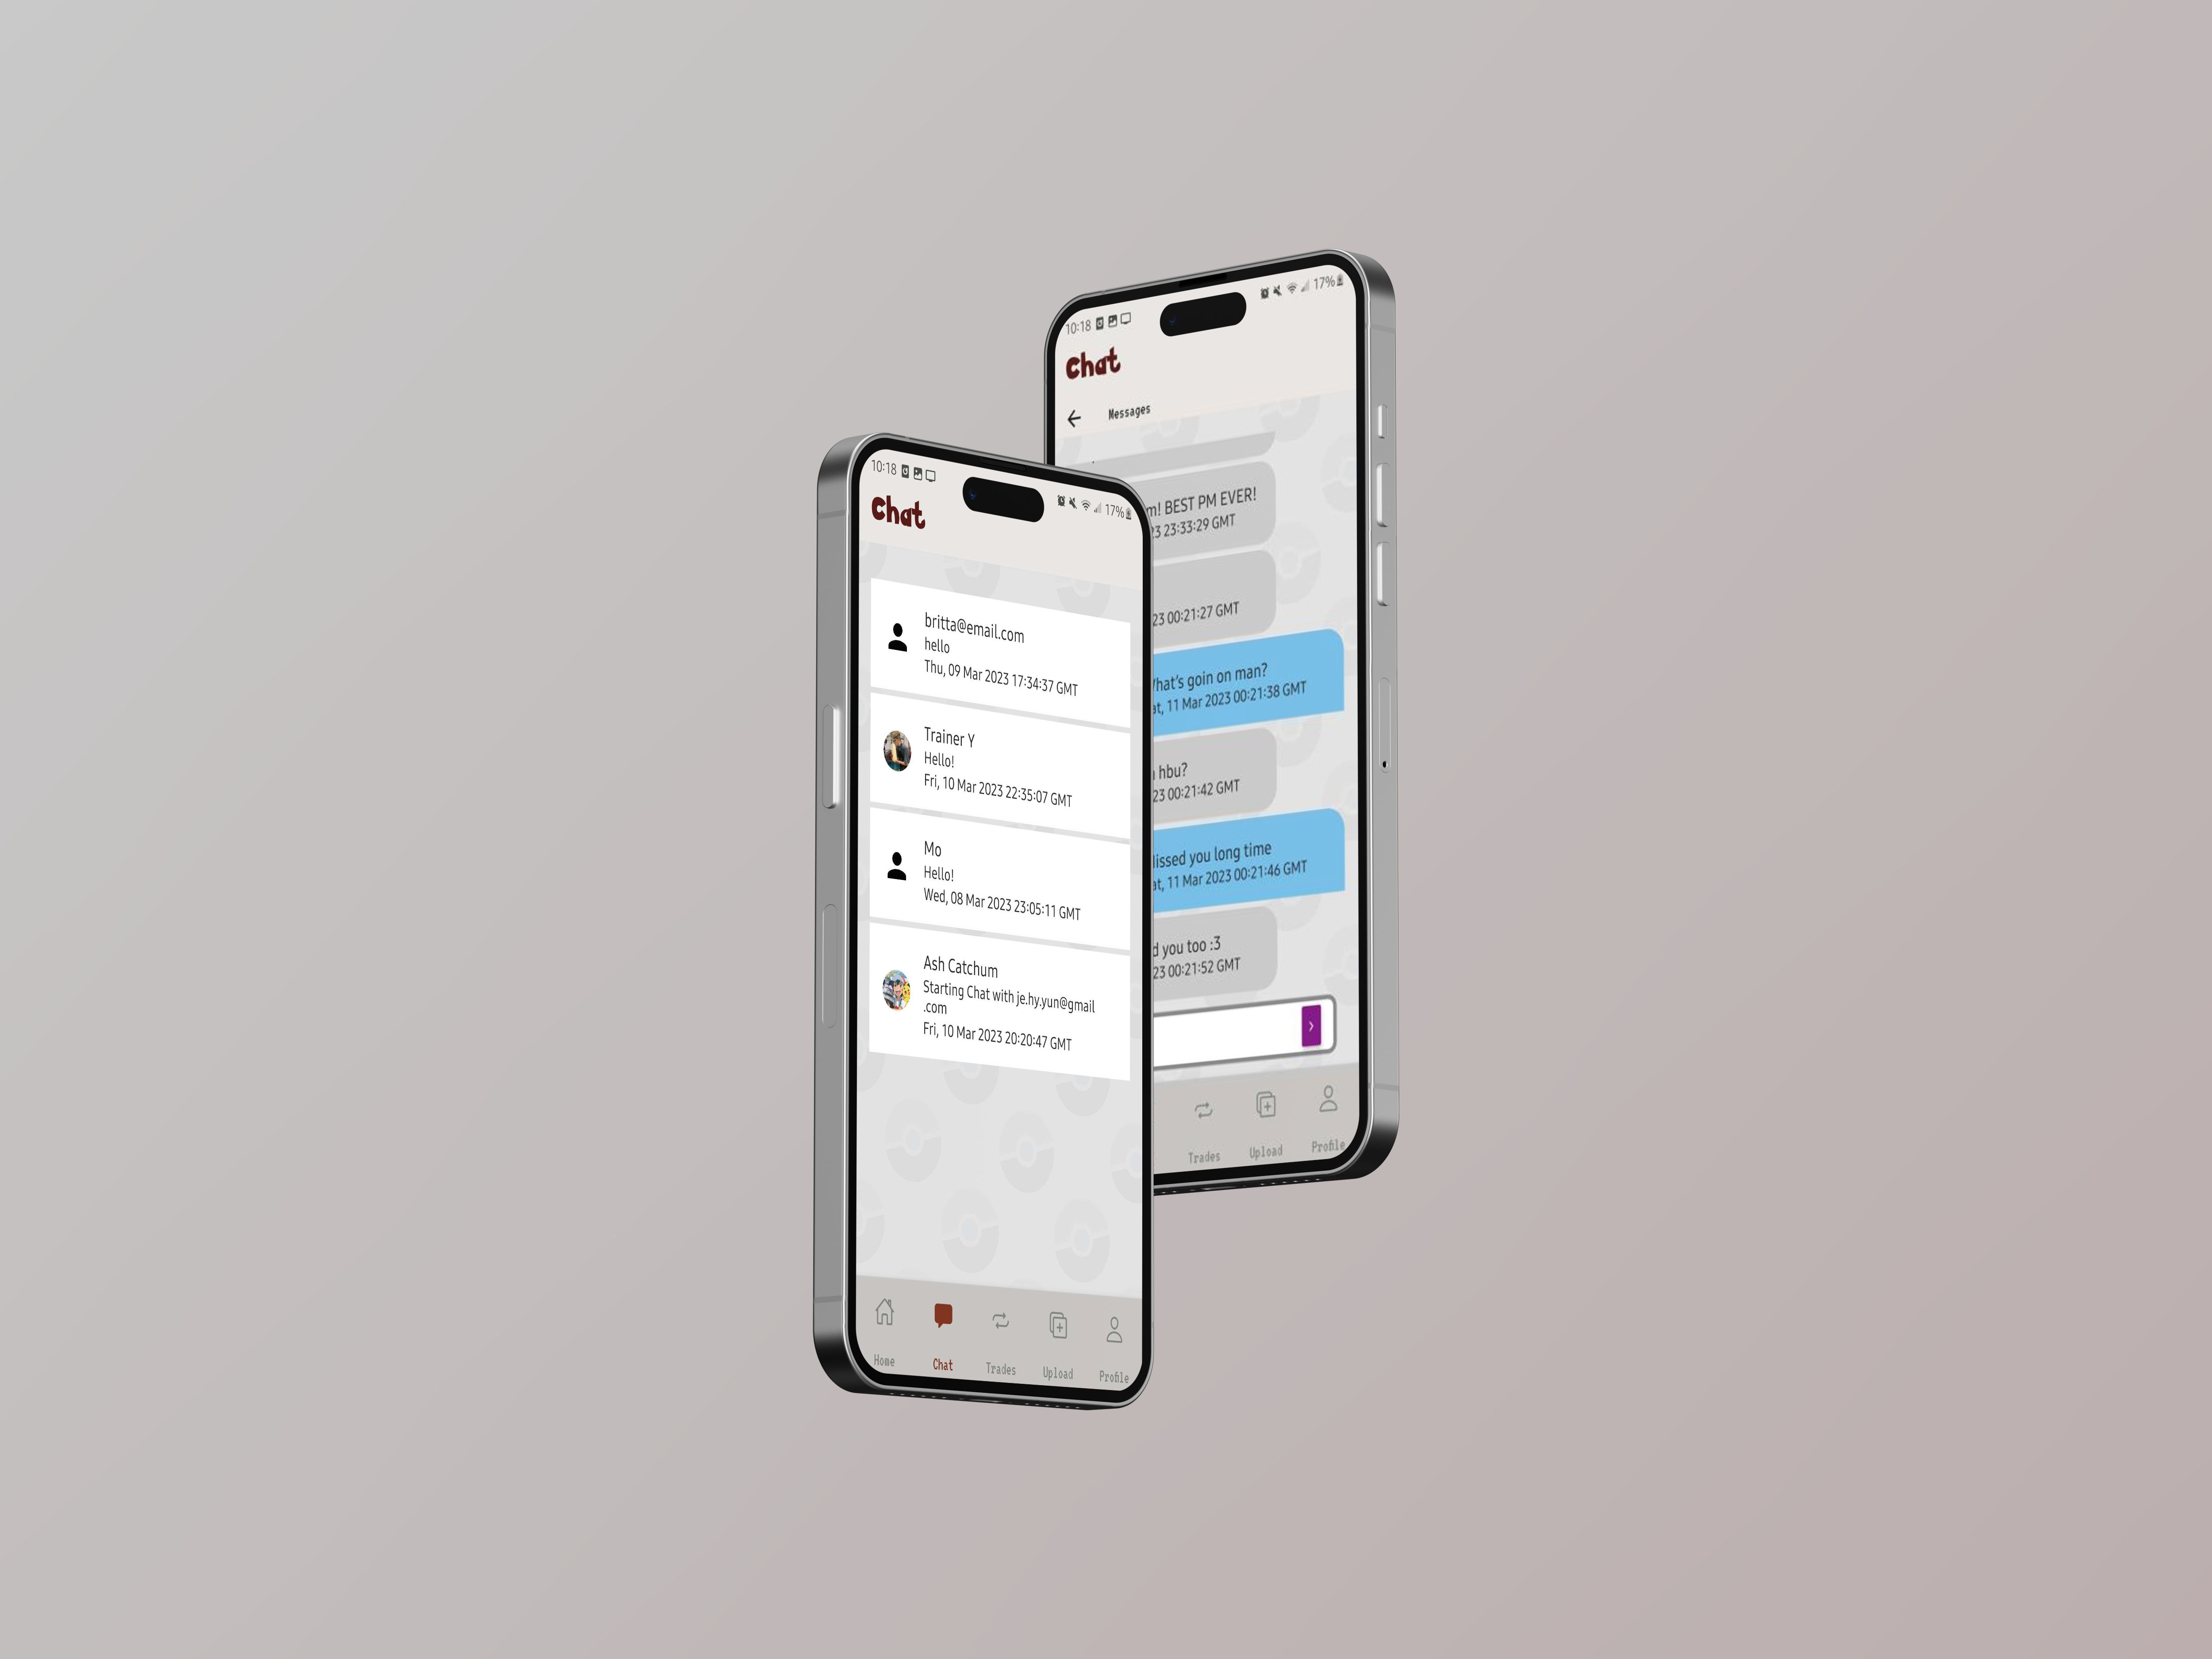 10:18
17%
Chat
britta@email.com
hello
Thu, 09 Mar 2023 17:34:37 GMT
Trainer Y
Hello!
Fri, 10 Mar 2023 22:35:07 GMT
Mo
Hello!
Wed, 08 Mar 2023 23:05:11 GMT
Ash Catchum
Starting Chat with je.hy.yun@gmail
.com
Fri, 10 Mar 2023 20:20:47 GMT
Home Chat Trades Upload Profile
10:18
17%
Chat
Messages
m! BEST PM EVER!
23 23:33:29 GMT
23 00:21:27 GMT
hat's goin on man?
at, 11 Mar 2023 00:21:38 GMT
hbu?
23 00:21:42 GMT
issed you long time
at, 11 Mar 2023 00:21:46 GMT
d you too :3
23 00:21:52 GMT
Trades Upload Profile